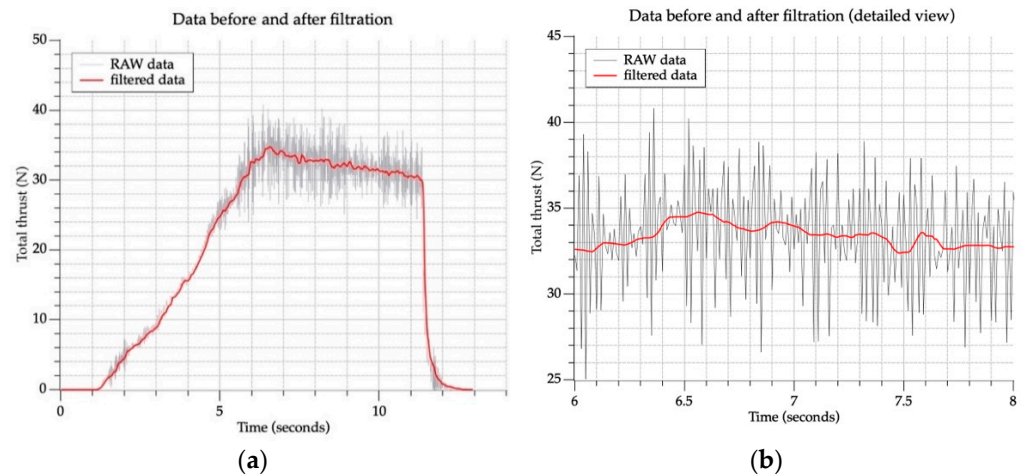 Data before and after filtration
50
40
30
20
10
0
0
5
10
Total thrust (N)
Time (seconds)
RAW data
filtered data
(a)
Data before and after filtration (detailed view)
45
40
35
30
25
6
6.5
7
7.5
8
Total thrust (N)
Time (seconds)
RAW data
filtered data
(b)